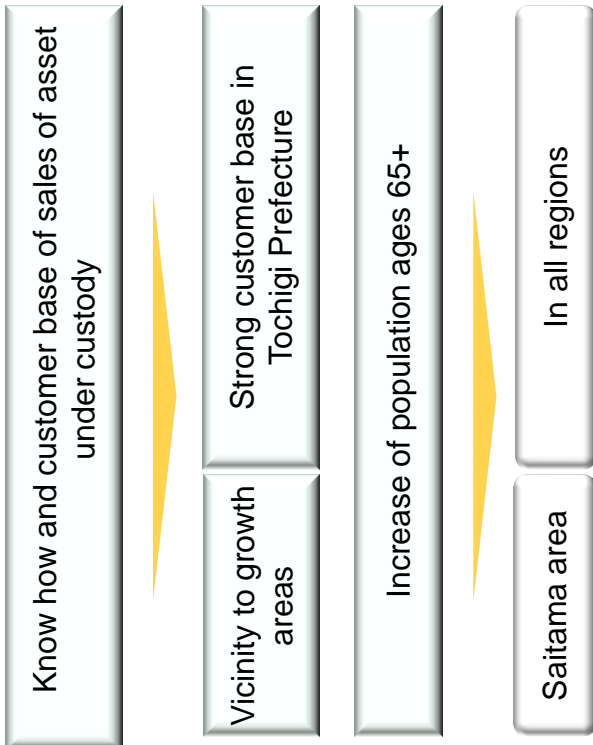 Know how and customer base of sales of asset
under custody
Strong customer base in
Tochigi Prefecture
Vicinity to growth
areas
Increase of population ages 65+
In all regions
Saitama area